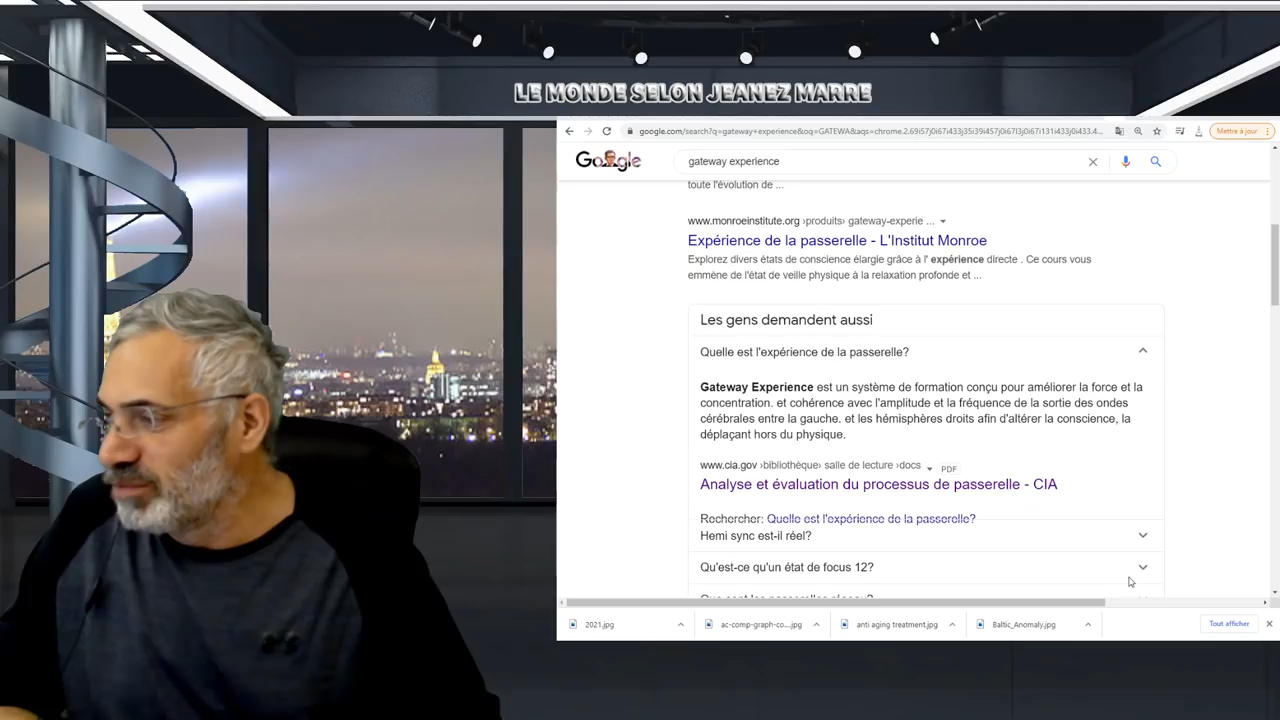 LE MONDE SELON JEANEZ MARRE
google.com/search?q=gateway+experience&oq=GATEWA&aqs=chrome.2.69i57j0i67i433j35i39i457j0i67l3j0i67i131i433j0i433.4...
Mettre à jour
Google
gateway experience
toute l'évolution de ...
www.monroeinstitute.org ›produits› gateway-experie ...
Expérience de la passerelle - L'Institut Monroe
Explorez divers états de conscience élargie grâce à l' expérience directe . Ce cours vous
emmène de l'état de veille physique à la relaxation profonde et ...
Les gens demandent aussi
Quelle est l'expérience de la passerelle?
Gateway Experience est un système de formation conçu pour améliorer la force et la
concentration. et cohérence avec l'amplitude et la fréquence de la sortie des ondes
cérébrales entre la gauche. et les hémisphères droits afin d'altérer la conscience, la
déplaçant hors du physique.
www.cia.gov ›bibliothèque› salle de lecture ›docs PDF
Analyse et évaluation du processus de passerelle - CIA
Rechercher: Quelle est l'expérience de la passerelle?
Hemi sync est-il réel?
Qu'est-ce qu'un état de focus 12?
Que sont les passerelles réseau?
2021.jpg
ac-comp-graph-co....jpg
anti aging treatment.jpg
Baltic_Anomaly.jpg
Tout afficher